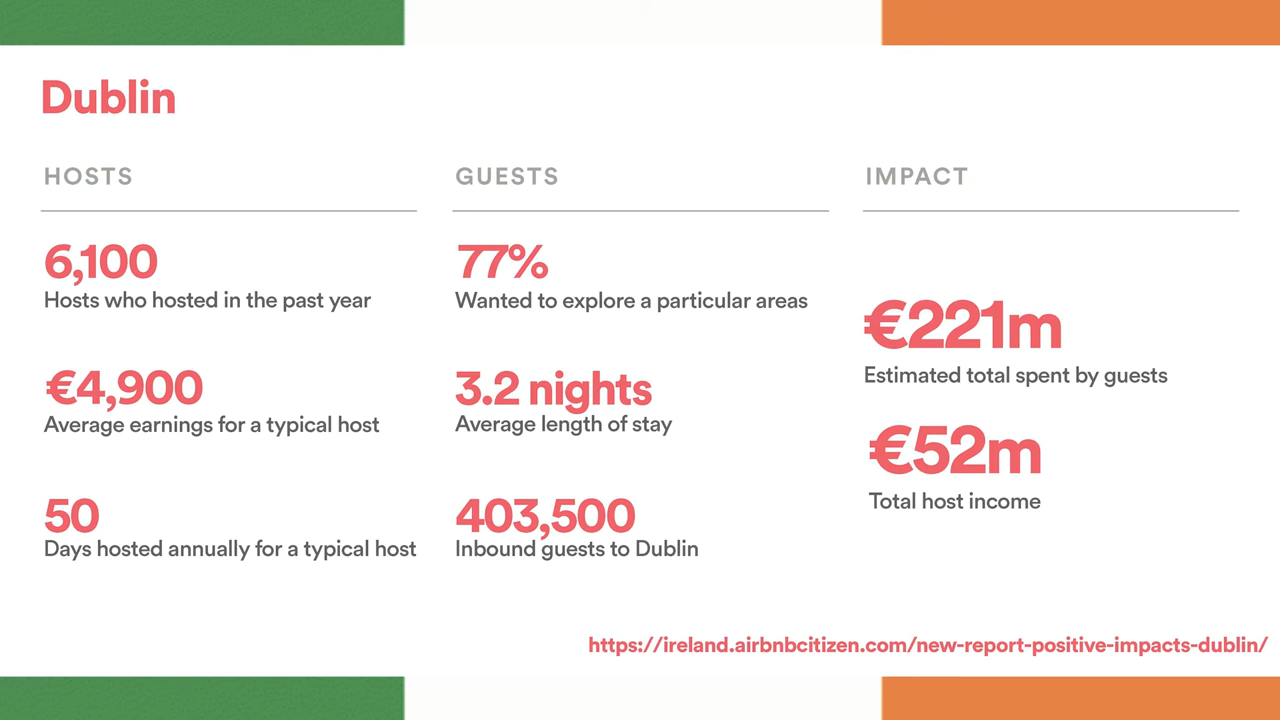 Dublin
HOSTS
6,100
Hosts who hosted in the past year
€4,900
Average earnings for a typical host
50
Days hosted annually for a typical host
GUESTS
77%
Wanted to explore a particular areas
3.2 nights
Average length of stay
403,500
Inbound guests to Dublin
IMPACT
€221m
Estimated total spent by guests
€52m
Total host income
https://ireland.airbnbcitizen.com/new-report-positive-impacts-dublin/